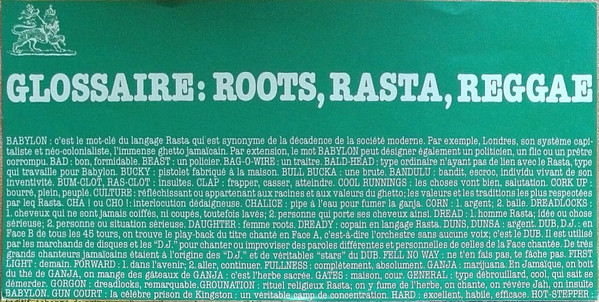 GLOSSAIRE: ROOTS, RASTA, REGGAE
BABYLON : c'est le mot-clé du langage Rasta qui est synonyme de la décadence de la société moderne. Par exemple, Londres, son système capi-
taliste et néo-colonialiste, l'immense ghetto jamaïcain. Par extension, le mot BABYLON peut désigner également un politicien, un flic ou un prêtre
corrompu. BAD : bon, formidable. BEAST : un policier. BAG-O-WIRE : un traître. BALD-HEAD : type ordinaire n'ayant pas de lien avec le Rasta, type
qui travaille pour Babylon. BUCKY : pistolet fabriqué à la maison. BULL BUCKA : une brute. BANDULU : bandit, escroc, individu vivant de son
inventivité. BUM-CLOT, RAS-CLOT : insultes. CLAP : frapper, casser, atteindre. COOL RUNNING : les choses vont bien, salutation. CORK UP :
bourré, plein, peuplé. CULTURE : réfléchissant ou appartenant aux racines et aux valeurs du ghetto; les valeurs et les traditions les plus respectées
par les Rasta. CHA ! ou CHO !: interlocution dédaigneuse. CHALICE : pipe à l'eau pour fumer la ganja. CORN : 1. argent; 2. balle. DREADLOCKS :
1. cheveux qui ne sont jamais coiffés, ni coupés, toutefois lavés; 2. personne qui porte ses cheveux ainsi. DREAD : 1. homme Rasta; idée ou chose
sérieuse; 2. personne ou situation sérieuse. DAUGHTER : femme roots. DREADY : copain en langage Rasta. DUNS, DUNSA : argent. DUB, D.J. : en
Face B de tous les 45 tours, on trouve le play-back du titre chanté en Face A, c'est-à-dire l'orchestre sans aucune voix; c'est le DUB. Il est utilisé
par les marchands de disques et les "D.J." pour chanter ou improviser des paroles différentes et personnelles de celles de la Face chantée. De très
grands chanteurs jamaïcains étaient à l'origine des "D.J." et de véritables "stars" du DUB. FELL NO WAY : ne t'en fais pas, te fâche pas. FIRST
LIGHT : demain. FORWARD : 1. dans l'avenir; 2. aller, continuer. FULLNESS : complètement, absolument. GANJA : marijuana. En Jamaïque, on boit
du thé de GANJA, on mange des gâteaux de GANJA : c'est l'herbe sacrée. GATES : maison, cour. GENERAL : type débrouillard, cool, qui sait se
démerder. GORGON : dreadlocks, remarquable. GROUNATION : rituel religieux Rasta; on y fume de l'herbe, on chante, on révère Jah, on insulte
BABYLON. GUN COURT : la célèbre prison de Kingston : un véritable camp de concentration. HARD : excellent, habile, efficace. HOT-STEPPER :